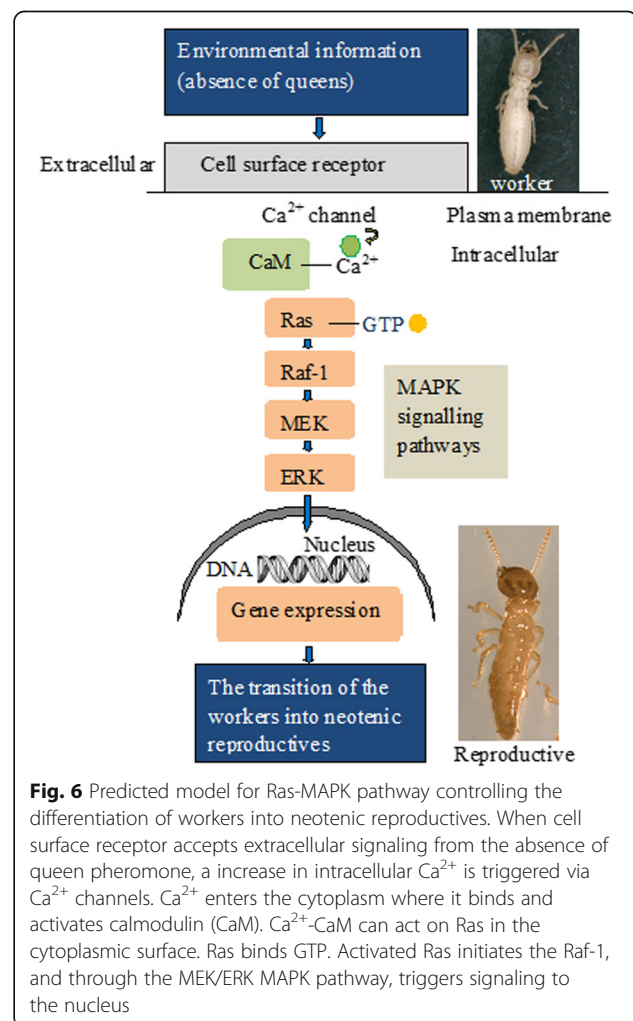 Environmental information
(absence of queens)
worker
Extracellular
Cell surface receptor
Ca²⁺ channel
Plasma membrane
Intracellular
CaM
Ca²⁺
Ras
GTP
Raf-1
MEK
ERK
MAPK
signalling
pathways
Nucleus
DNA
Gene expression
The transition of the
workers into neotenic
reproductives
Reproductive
Fig. 6 Predicted model for Ras-MAPK pathway controlling the
differentiation of workers into neotenic reproductives. When cell
surface receptor accepts extracellular signaling from the absence of
queen pheromone, a increase in intracellular Ca²⁺ is triggered via
Ca²⁺ channels. Ca²⁺ enters the cytoplasm where it binds and
activates calmodulin (CaM). Ca²⁺-CaM can act on Ras in the
cytoplasmic surface. Ras binds GTP. Activated Ras initiates the Raf-1,
and through the MEK/ERK MAPK pathway, triggers signaling to
the nucleus